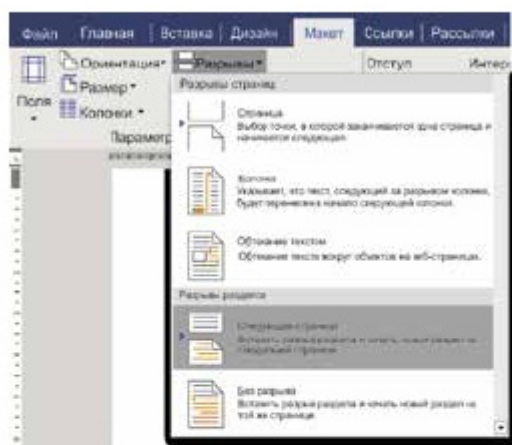 Файл Главная Вставка Дизайн Макет Ссылки Рассылки
Ориентация Разрывы Отступ Интер
Размер
Поля
Колонки
Параметр
Разрывы страниц
Страница
Выбор точки, в которой заканчивается одна страница и
начинается следующая.
Колонка
Указывает, что текст, следующий за разрывом колонки,
будет перенесен в начало следующей колонки.
Обтекание текстом
Обтекание текста вокруг объектов на веб-страницах.
Разрывы разделов
Следующая страница
Вставить разрыв раздела и начать новый раздел на
следующей странице.
Без разрыва
Вставить разрыв раздела и начать новый раздел на
той же странице.